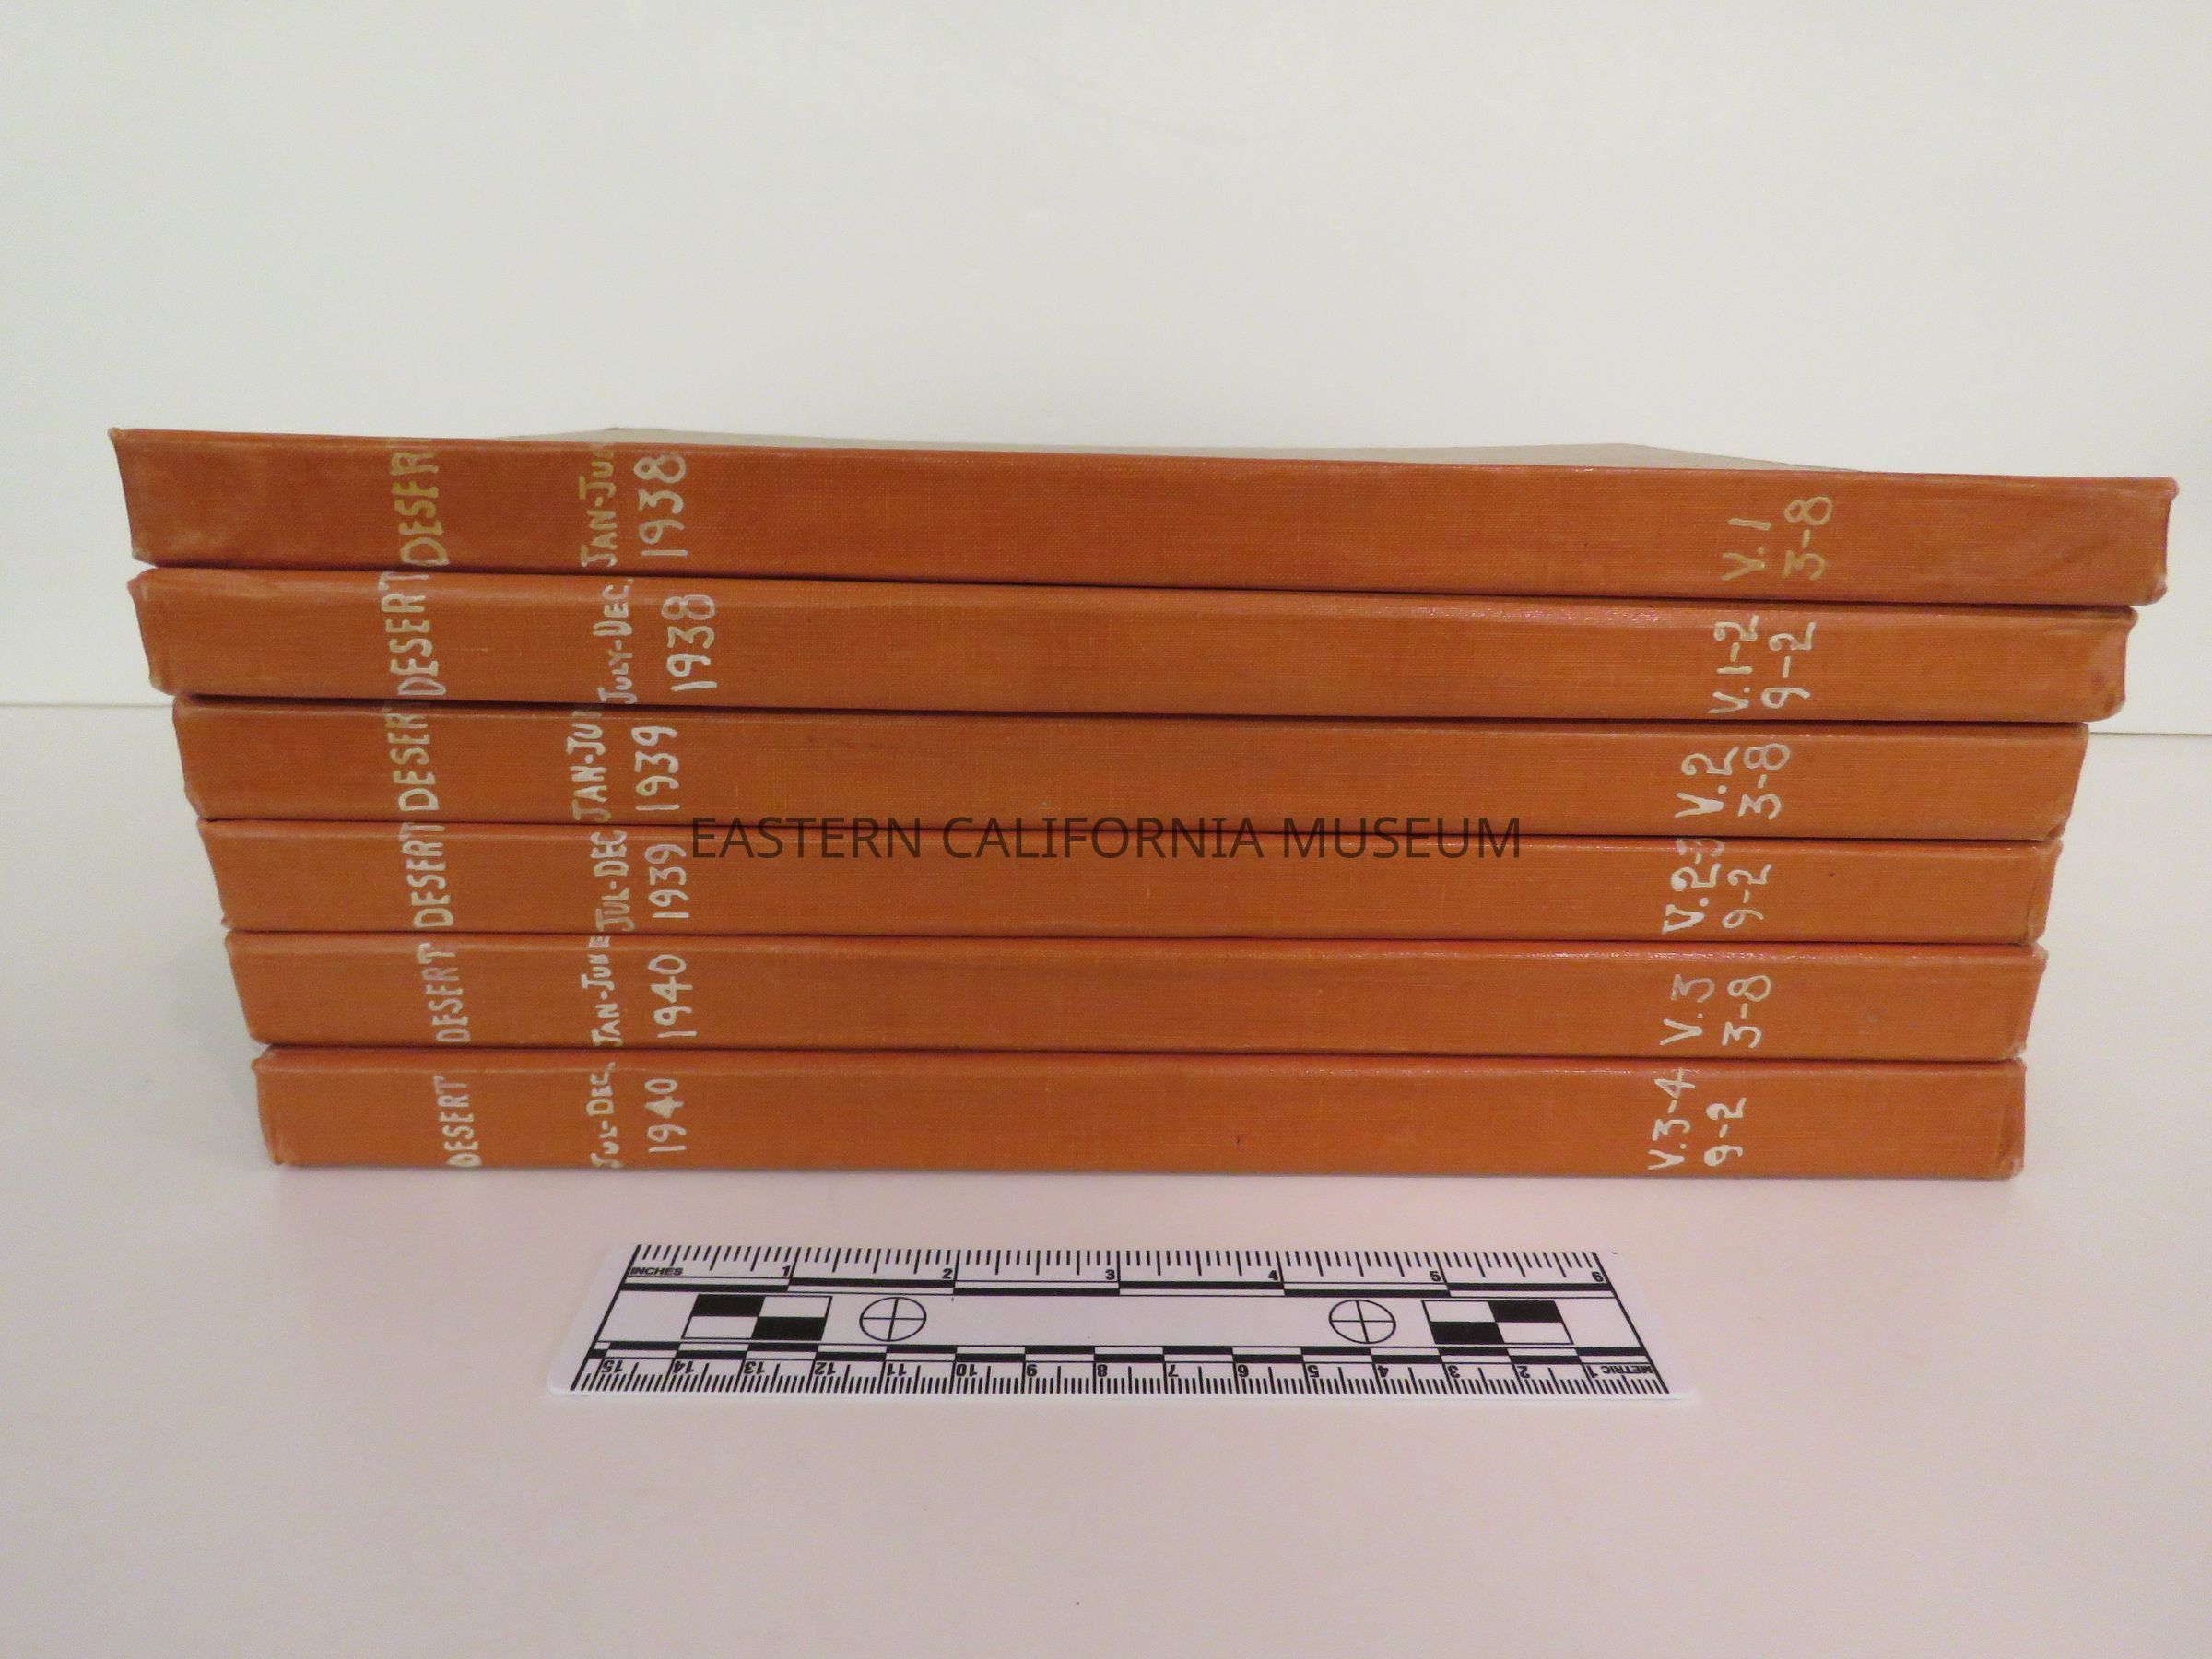 DESERT
JAN-JUN
1938
V.1
3-8
DESERT
JULY-DEC.
1938
V.1-2
9-2
DESERT
JAN-JU
1939
V.2
3-8
DESERT
JUL-DEC
1939
V.2-3
9-2
DESERT
JAN-JUNE
1940
V.3
3-8
DESERT
JUL-DEC.
1940
V.3-4
9-2
EASTERN CALIFORNIA MUSEUM
INCHES 1 2 3 4 5 6
15 14 13 12 11 10 9 8 7 6 5 4 3 2 1 METRIC